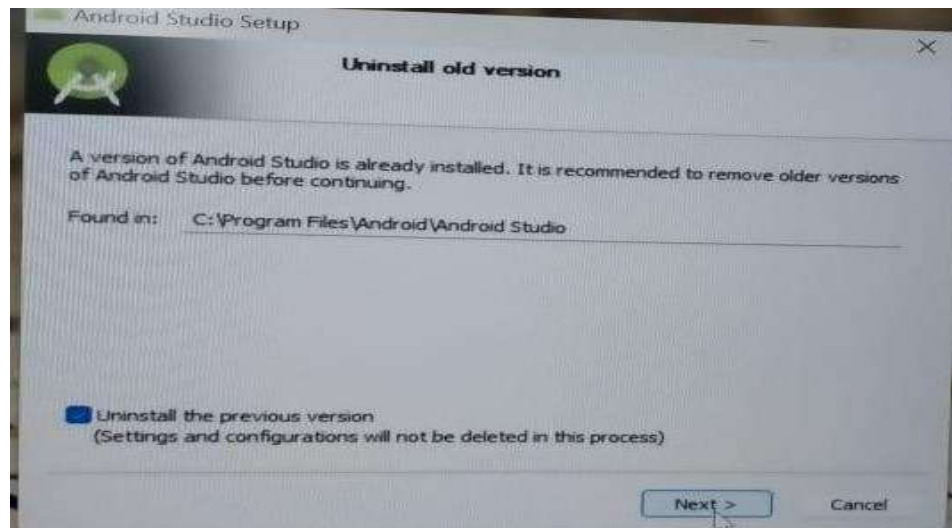 Android Studio Setup
Uninstall old version
A version of Android Studio is already installed. It is recommended to remove older versions
of Android Studio before continuing.
Found in: C:\Program Files\Android\Android Studio
Uninstall the previous version
(Settings and configurations will not be deleted in this process)
Next > Cancel